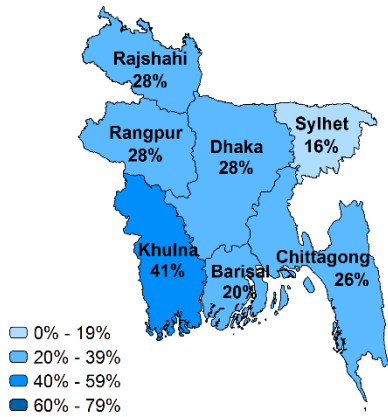 Rajshahi
28%
Rangpur
28%
Dhaka
28%
Sylhet
16%
Khulna
41%
Barisal
20%
Chittagong
26%
0% - 19%
20% - 39%
40% - 59%
60% - 79%